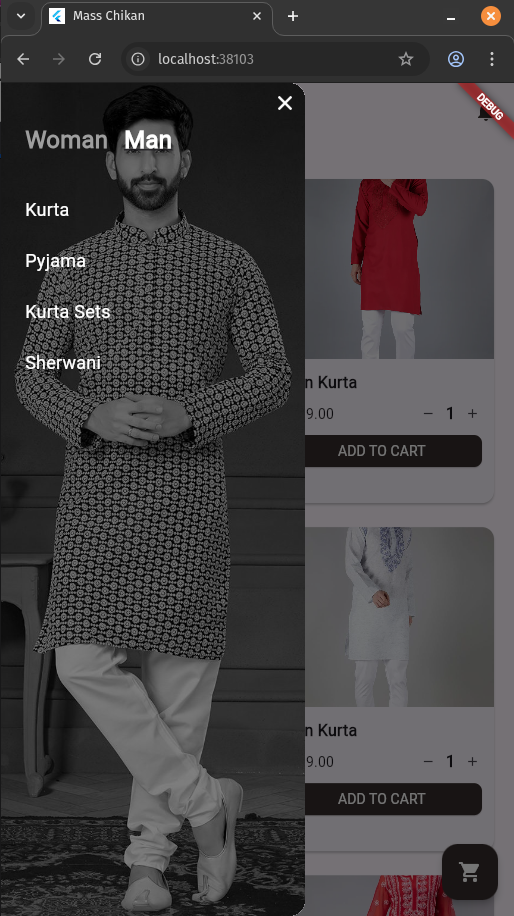 Mass Chikan
localhost:38103
DEBUG
Woman Man
Kurta
Pyjama
Kurta Sets
Sherwani
n Kurta
9.00
1
ADD TO CART
n Kurta
9.00
1
ADD TO CART